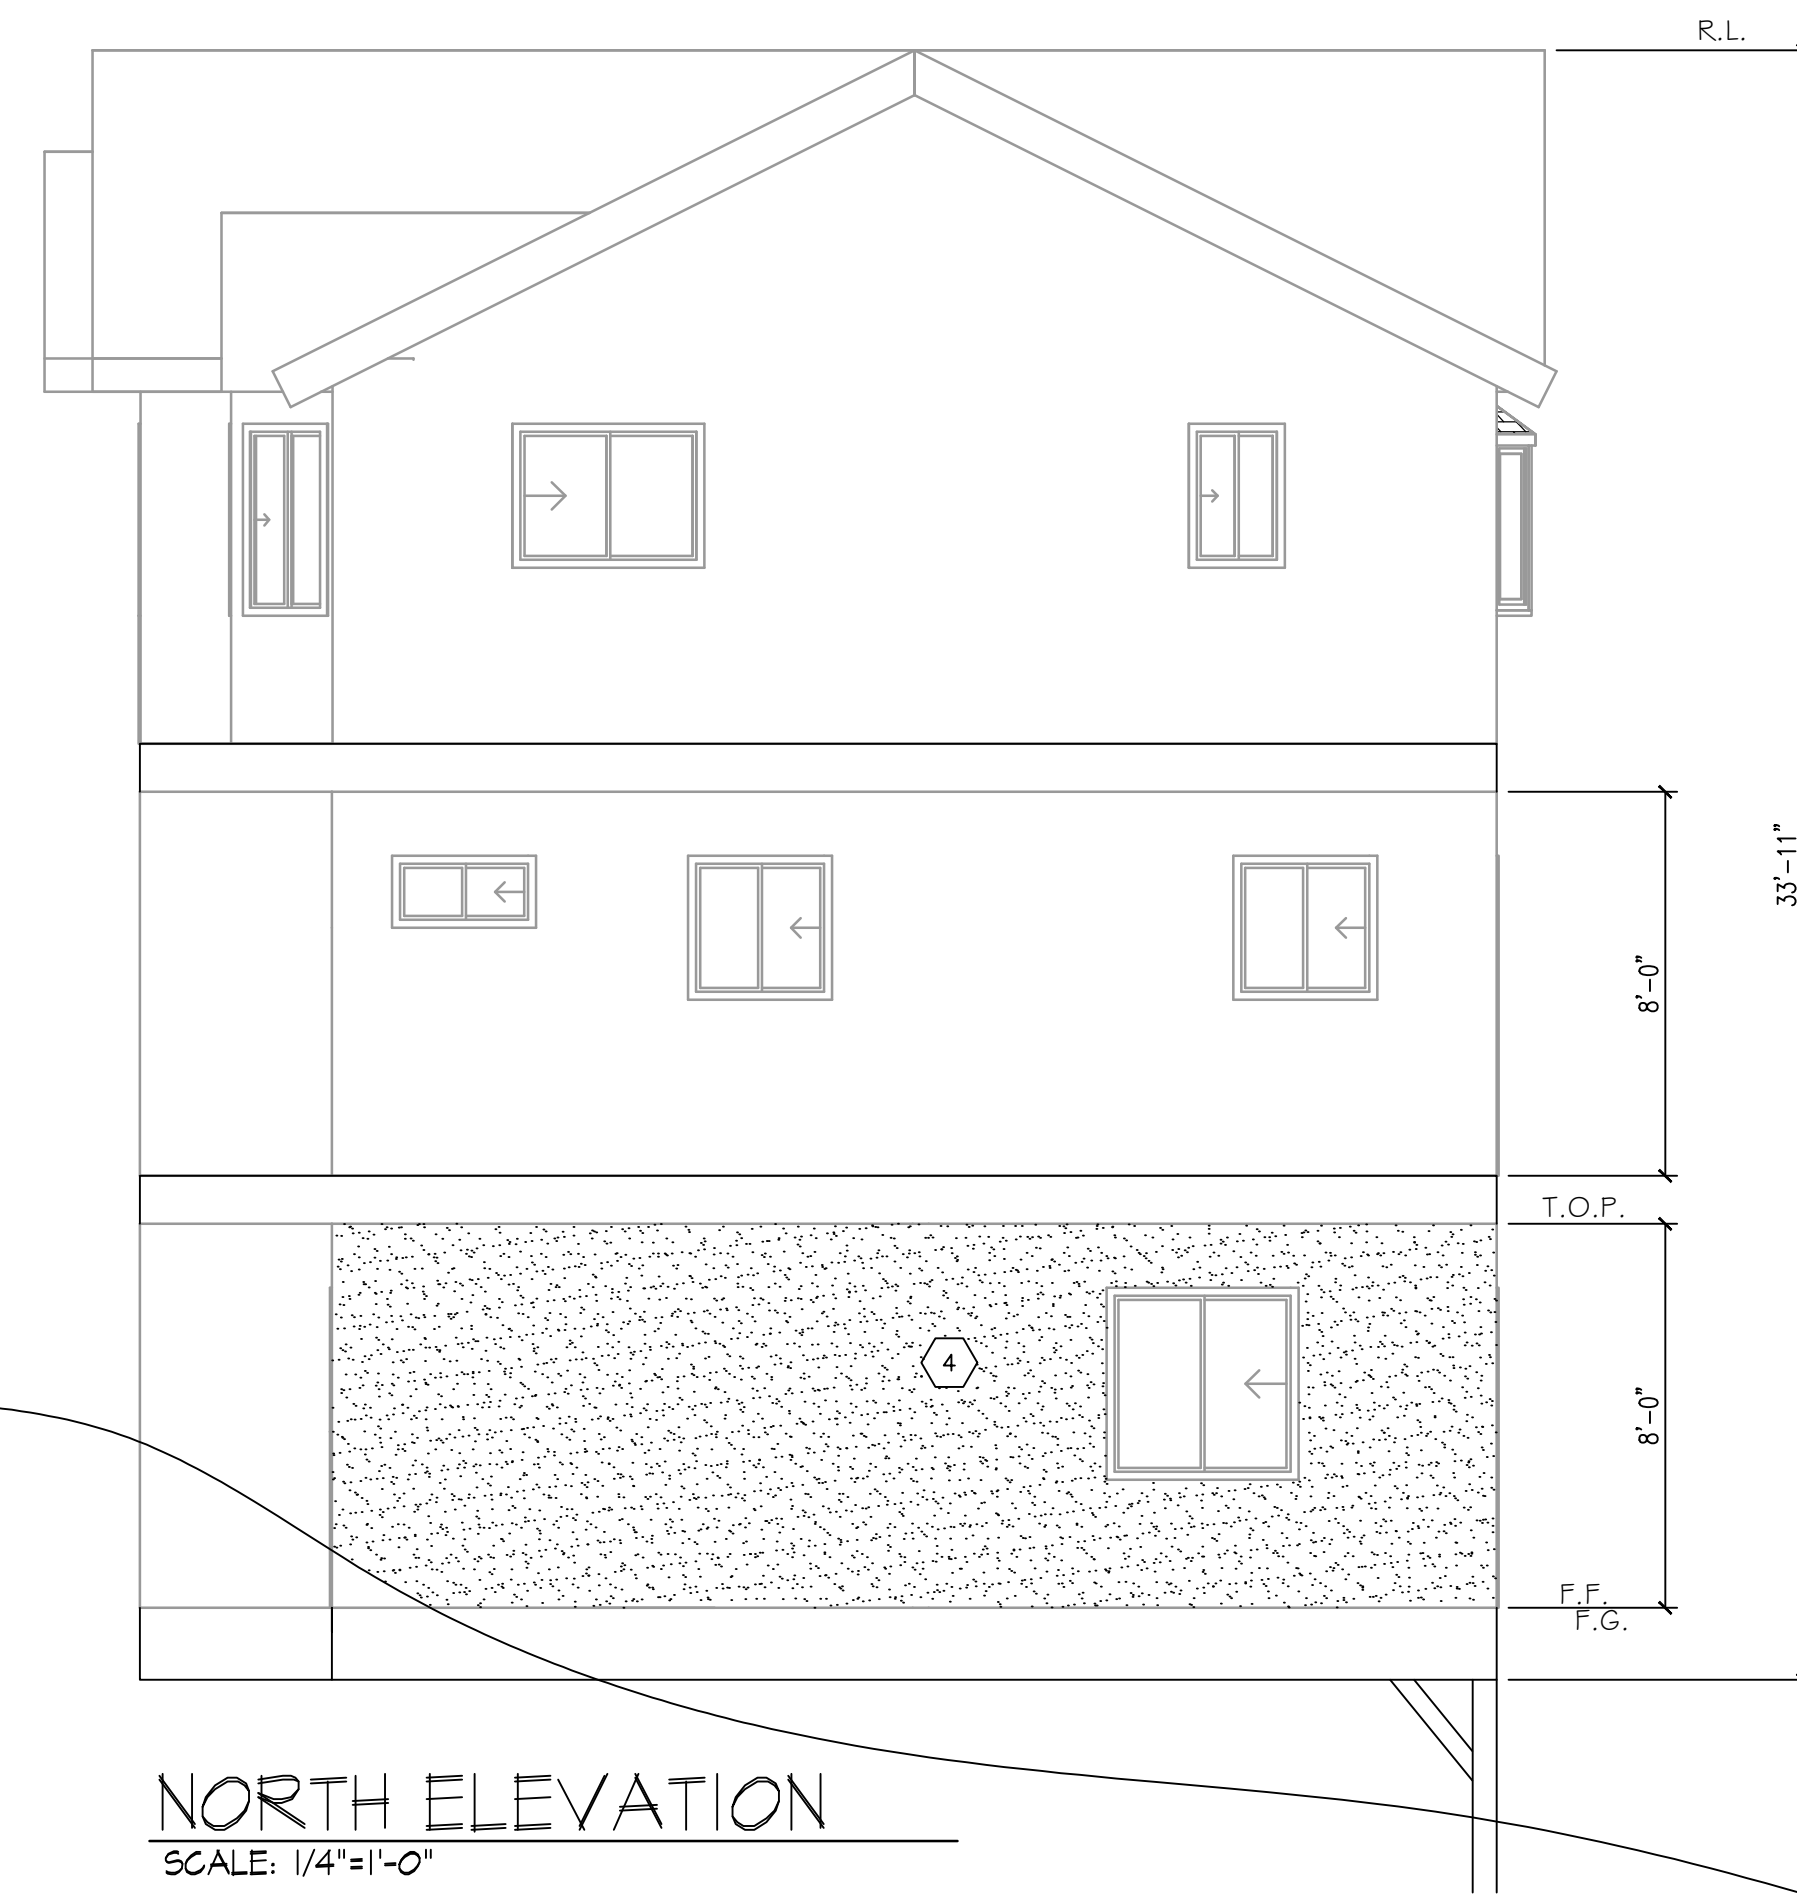 R.L.
33'-11"
8'-0"
T.O.P.
4
8'-0"
F.F.
F.G.
NORTH ELEVATION
SCALE: 1/4"=1'-0"